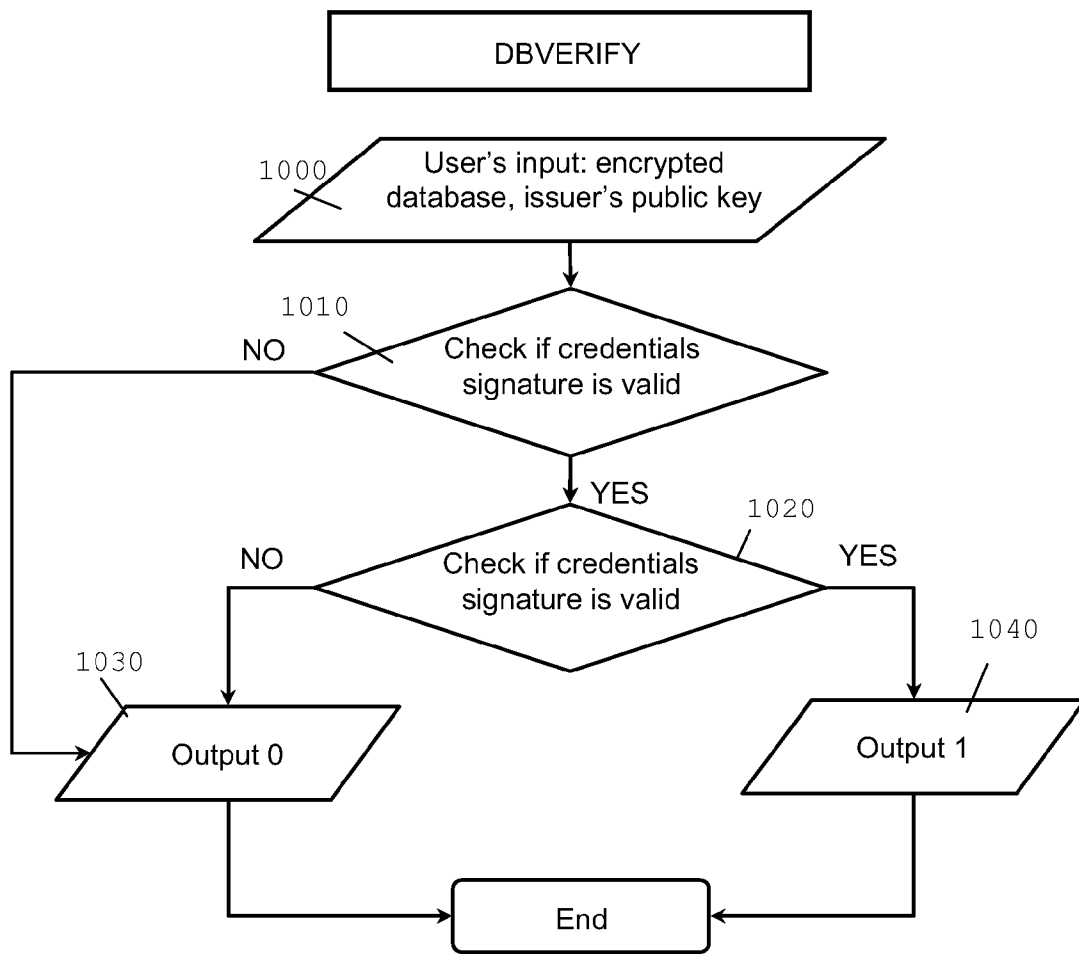 DBVERIFY
1000
User's input: encrypted
database, issuer's public key
1010
NO
Check if credentials
signature is valid
YES
1020
NO
Check if credentials
signature is valid
YES
1030
1040
Output 0
Output 1
End